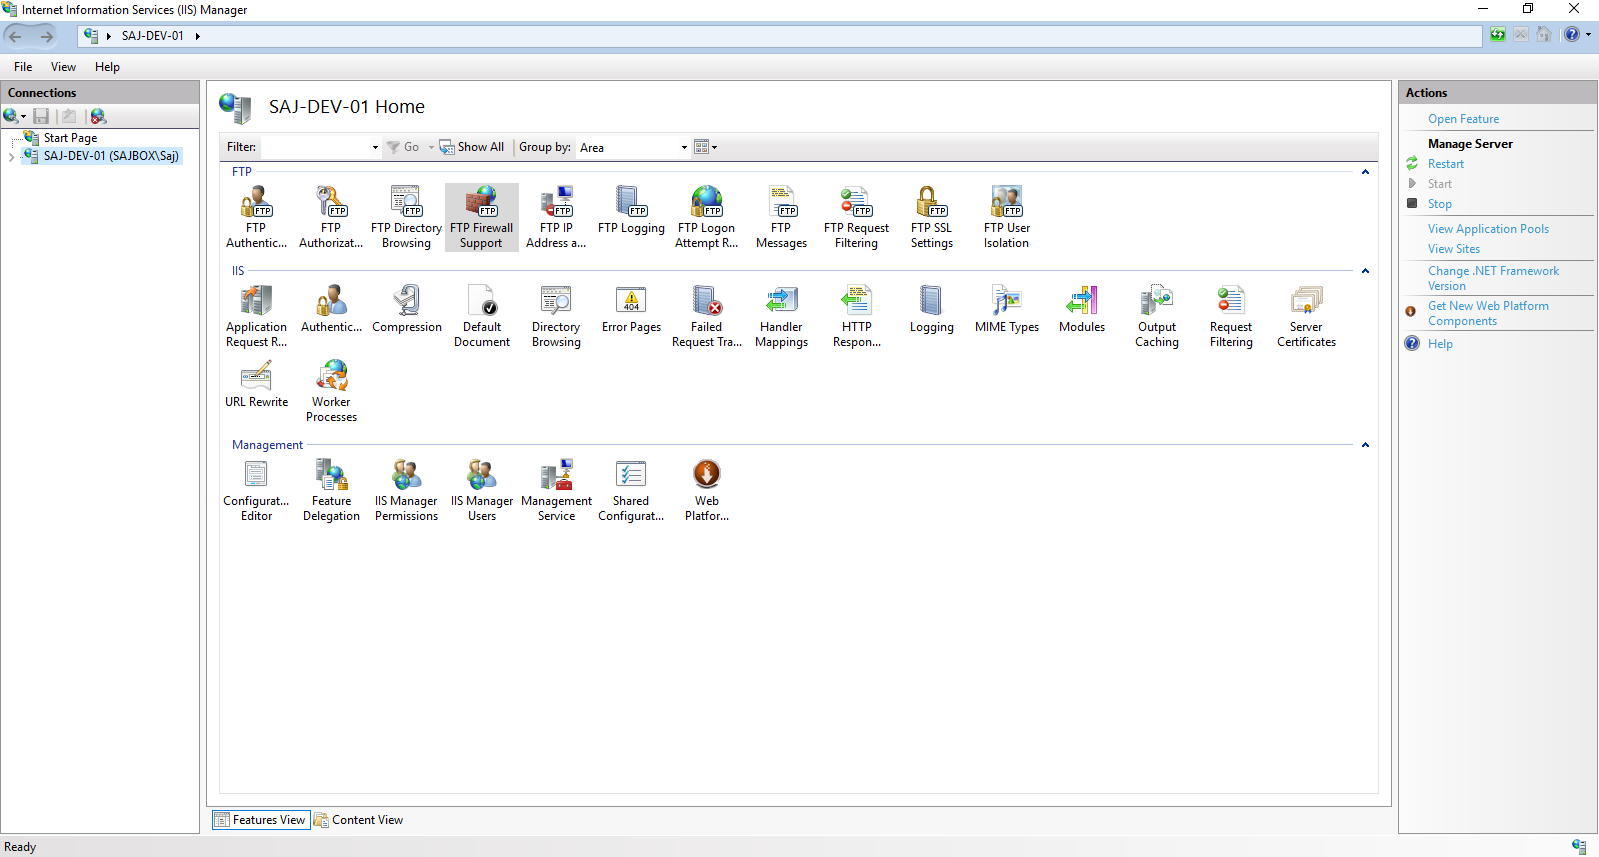 Internet Information Services (IIS) Manager
SAJ-DEV-01
File View Help
Connections
Start Page
SAJ-DEV-01 (SAJBOX\Saj)
SAJ-DEV-01 Home
Filter: Go Show All Group by: Area
FTP
FTP Authentic...
FTP Authorizat...
FTP Directory Browsing
FTP Firewall Support
FTP IP Address a...
FTP Logging
FTP Logon Attempt R...
FTP Messages
FTP Request Filtering
FTP SSL Settings
FTP User Isolation
IIS
Application Request R...
Authentic...
Compression
Default Document
Directory Browsing
Error Pages
Failed Request Tra...
Handler Mappings
HTTP Respon...
Logging
MIME Types
Modules
Output Caching
Request Filtering
Server Certificates
URL Rewrite
Worker Processes
Management
Configurat... Editor
Feature Delegation
IIS Manager Permissions
IIS Manager Users
Management Service
Shared Configurat...
Web Platfor...
Features View
Content View
Actions
Open Feature
Manage Server
Restart
Start
Stop
View Application Pools
View Sites
Change .NET Framework
Version
Get New Web Platform
Components
Help
Ready